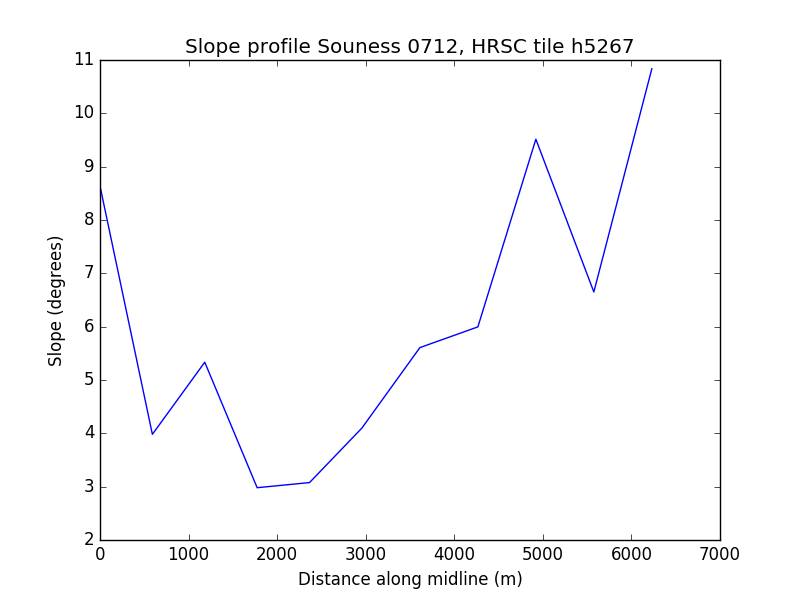 Slope profile Souness 0712, HRSC tile h5267
11
10
9
8
7
6
5
4
3
2
Slope (degrees)
0 1000 2000 3000 4000 5000 6000 7000
Distance along midline (m)